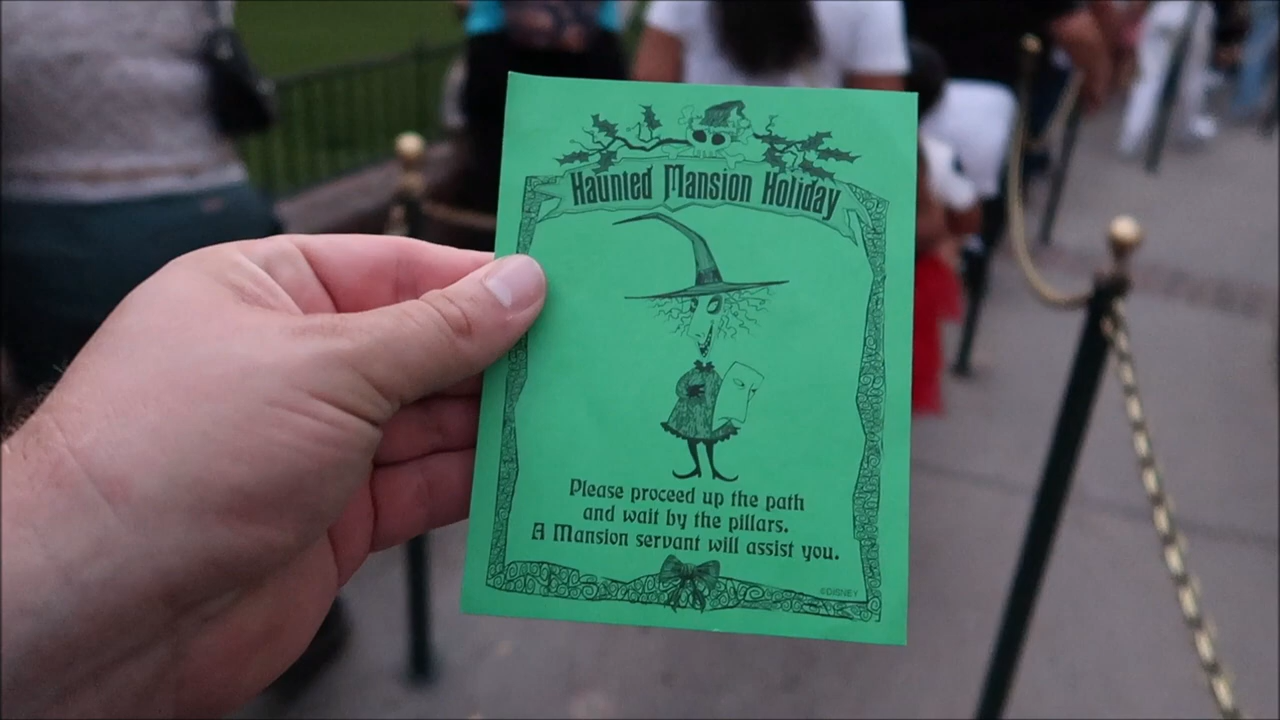 Haunted Mansion Holiday
Please proceed up the path
and wait by the pillars.
A Mansion servant will assist you.
©DISNEY